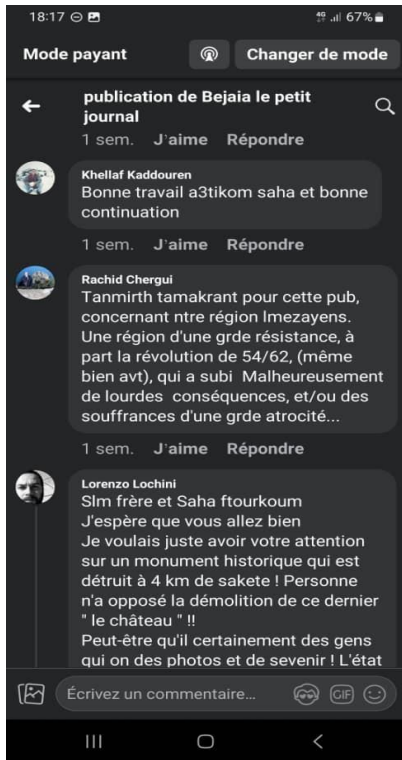 18:17
4G 67%
Mode payant
Changer de mode
publication de Bejaia le petit
journal
1 sem. J'aime Répondre
Khellaf Kaddouren
Bonne travail a3tikom saha et bonne
continuation
1 sem. J'aime Répondre
Rachid Chergui
Tanmirth tamakrant pour cette pub,
concernant ntre région Imezayens.
Une région d'une grde résistance, à
part la révolution de 54/62, (même
bien avt), qui a subi Malheureusement
de lourdes conséquences, et/ou des
souffrances d'une grde atrocité...
1 sem. J'aime Répondre
Lorenzo Lochini
Slm frère et Saha ftourkoum
J'espère que vous allez bien
Je voulais juste avoir votre attention
sur un monument historique qui est
détruit à 4 km de sakete ! Personne
n'a opposé la démolition de ce dernier
" le château " !!
Peut-être qu'il certainement des gens
qui on des photos et de sevenir ! L'état
Écrivez un commentaire...
GIF